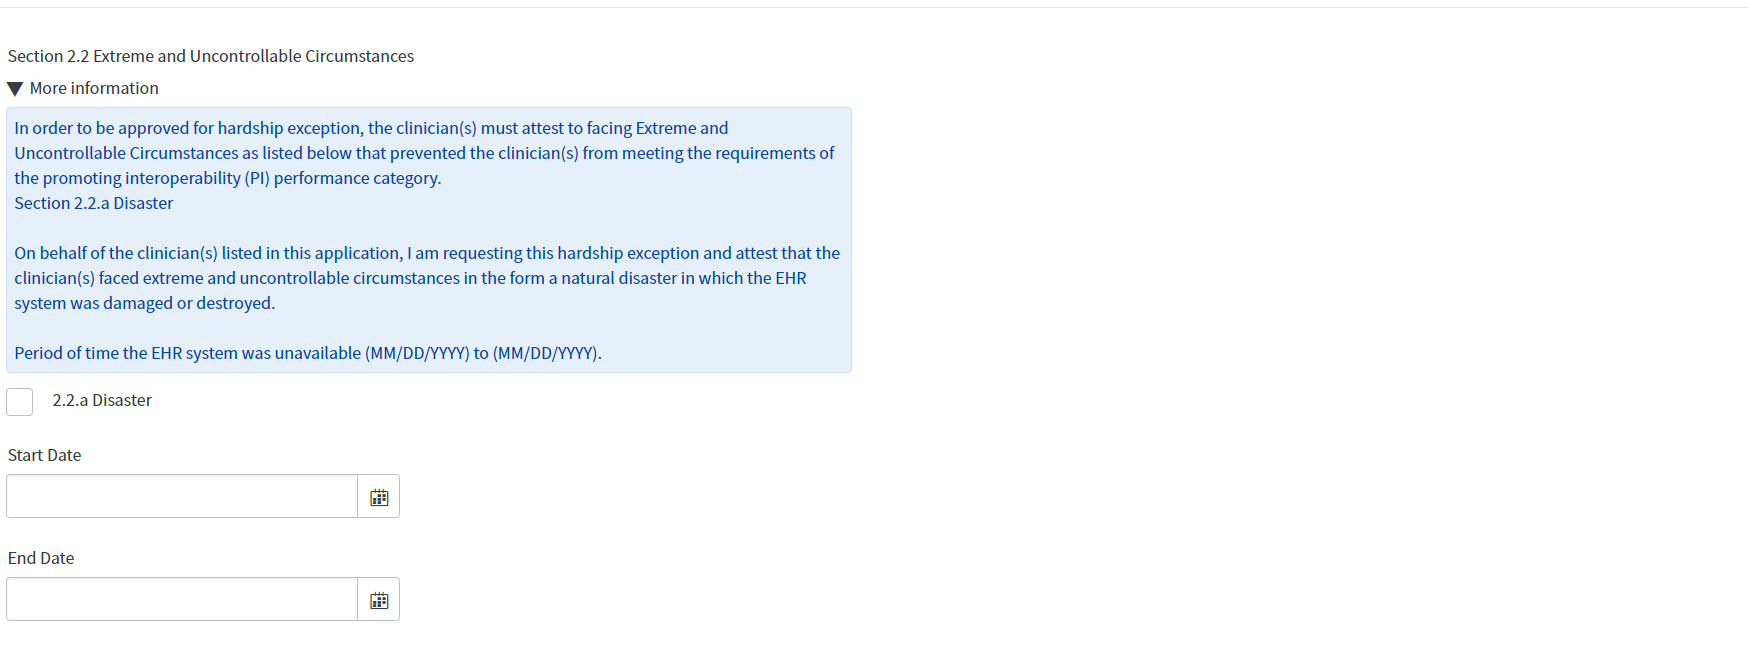 Section 2.2 Extreme and Uncontrollable Circumstances
More information
In order to be approved for hardship exception, the clinician(s) must attest to facing Extreme and
Uncontrollable Circumstances as listed below that prevented the clinician(s) from meeting the requirements of
the promoting interoperability (PI) performance category.
Section 2.2.a Disaster
On behalf of the clinician(s) listed in this application, I am requesting this hardship exception and attest that the
clinician(s) faced extreme and uncontrollable circumstances in the form a natural disaster in which the EHR
system was damaged or destroyed.
Period of time the EHR system was unavailable (MM/DD/YYYY) to (MM/DD/YYYY).
2.2.a Disaster
Start Date
End Date